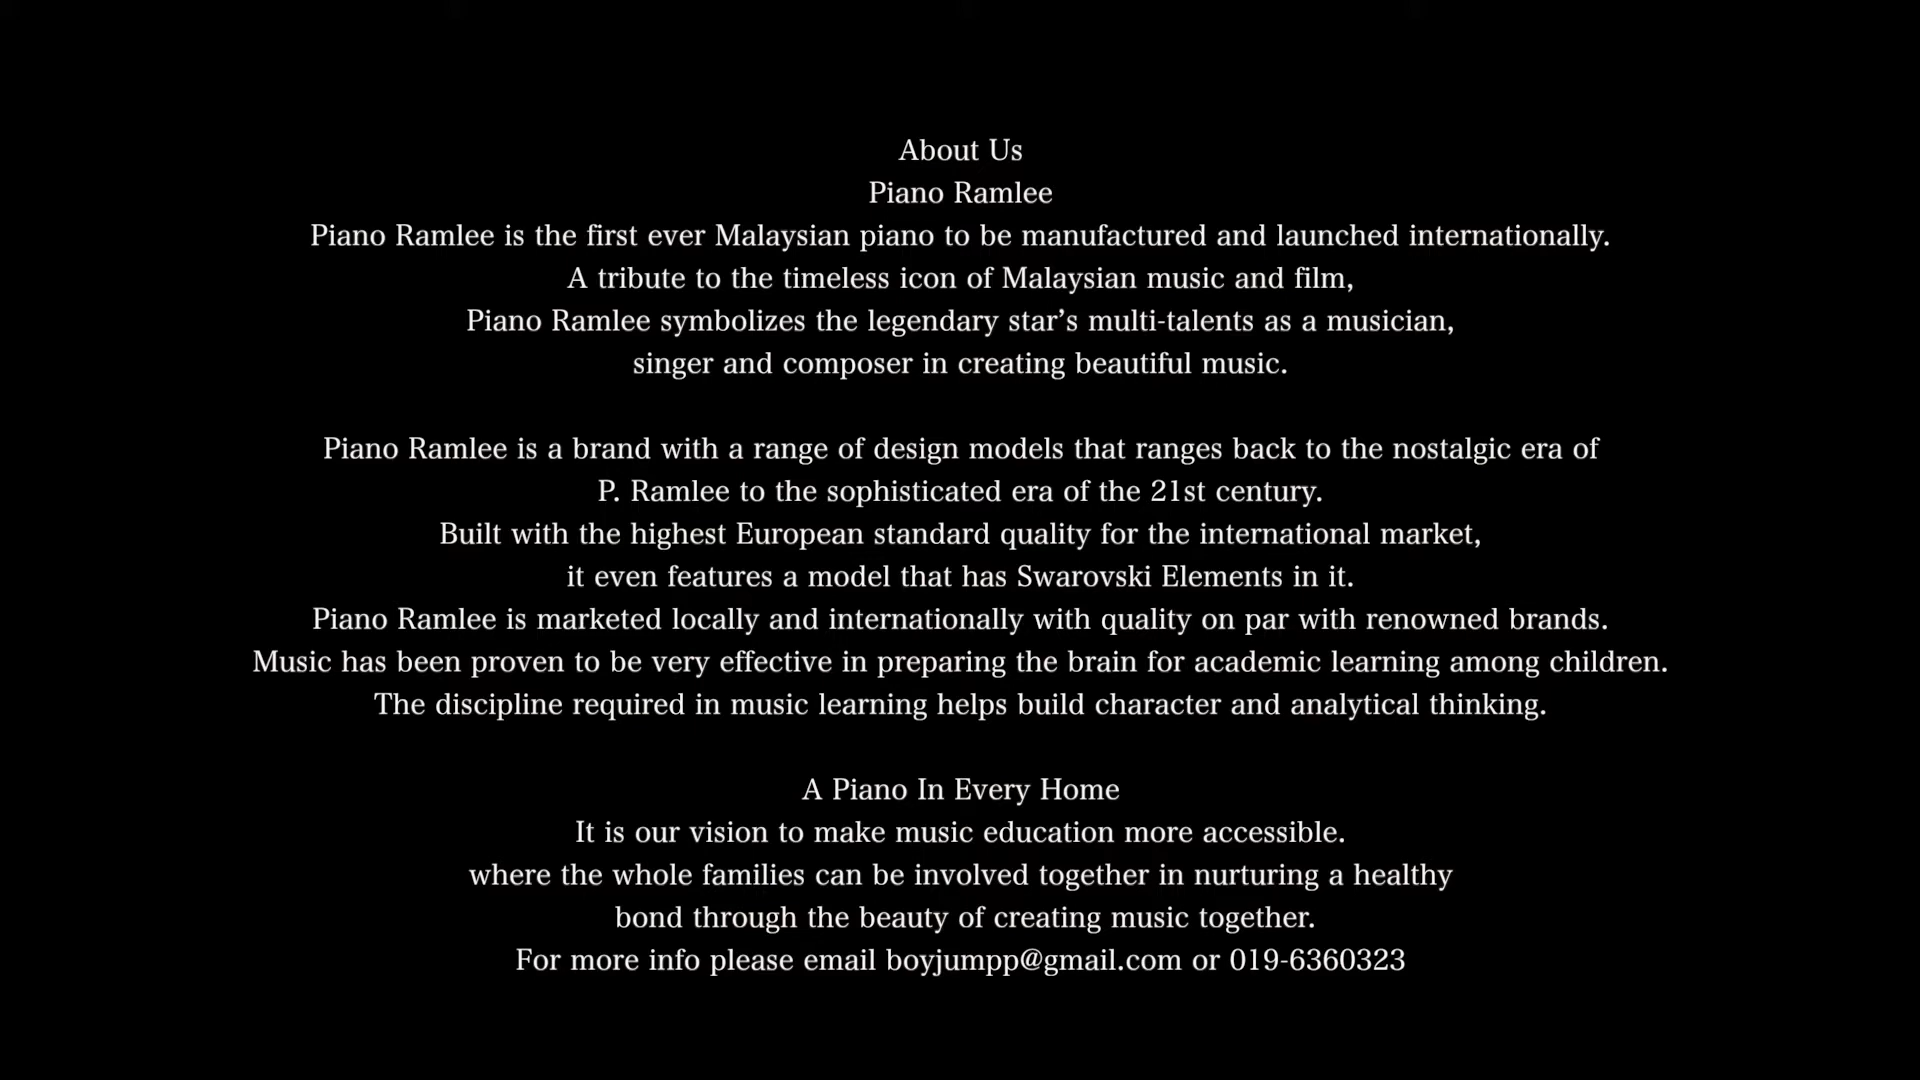 About Us
Piano Ramlee
Piano Ramlee is the first ever Malaysian piano to be manufactured and launched internationally.
A tribute to the timeless icon of Malaysian music and film,
Piano Ramlee symbolizes the legendary star’s multi-talents as a musician,
singer and composer in creating beautiful music.
Piano Ramlee is a brand with a range of design models that ranges back to the nostalgic era of
P. Ramlee to the sophisticated era of the 21st century.
Built with the highest European standard quality for the international market,
it even features a model that has Swarovski Elements in it.
Piano Ramlee is marketed locally and internationally with quality on par with renowned brands.
Music has been proven to be very effective in preparing the brain for academic learning among children.
The discipline required in music learning helps build character and analytical thinking.
A Piano In Every Home
It is our vision to make music education more accessible.
where the whole families can be involved together in nurturing a healthy
bond through the beauty of creating music together.
For more info please email boyjumpp@gmail.com or 019-6360323